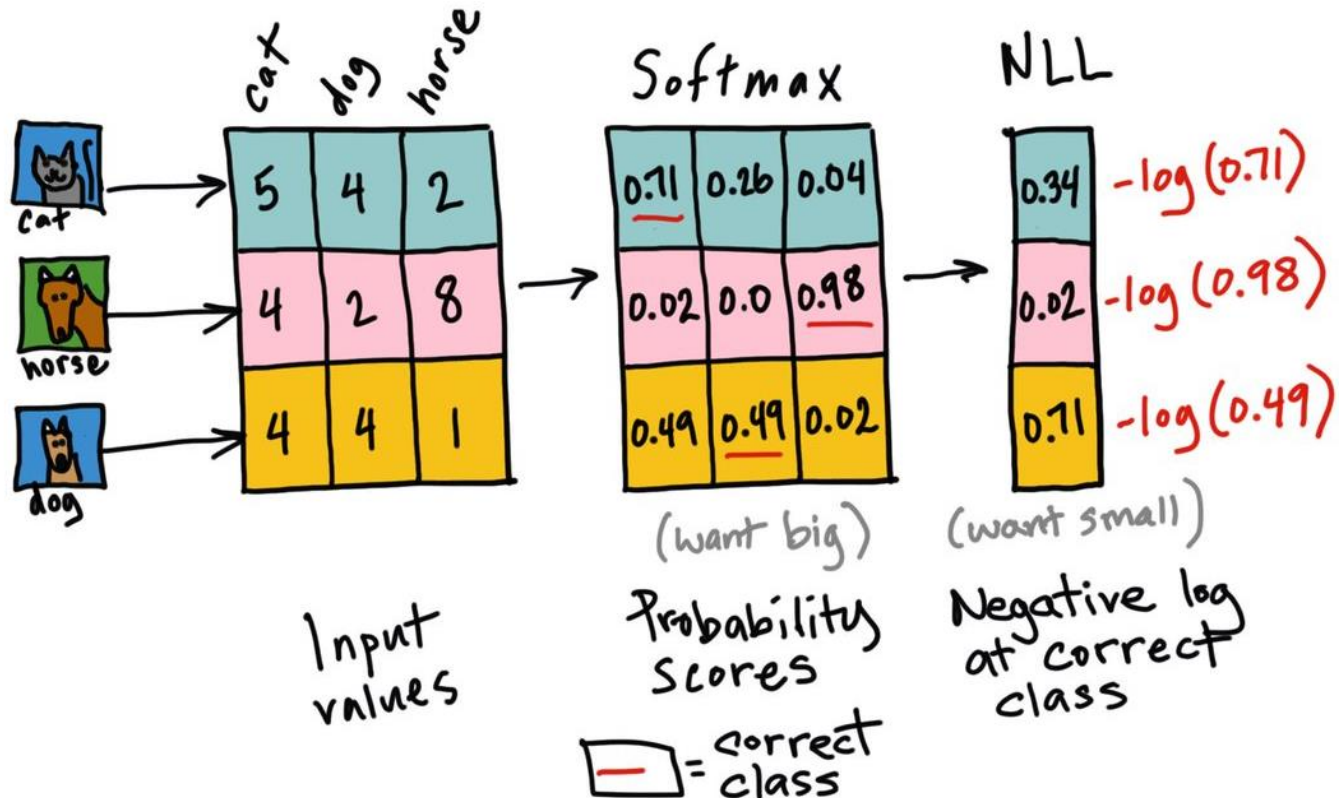 cat dog horse
Softmax
NLL
cat
5 4 2
0.71 0.26 0.04
0.34 -log(0.71)
horse
4 2 8
0.02 0.0 0.98
0.02 -log(0.98)
dog
4 4 1
0.49 0.49 0.02
0.71 -log(0.49)
(want big)
(want small)
Input
values
Probability
scores
Negative log
at correct
class
= correct
class